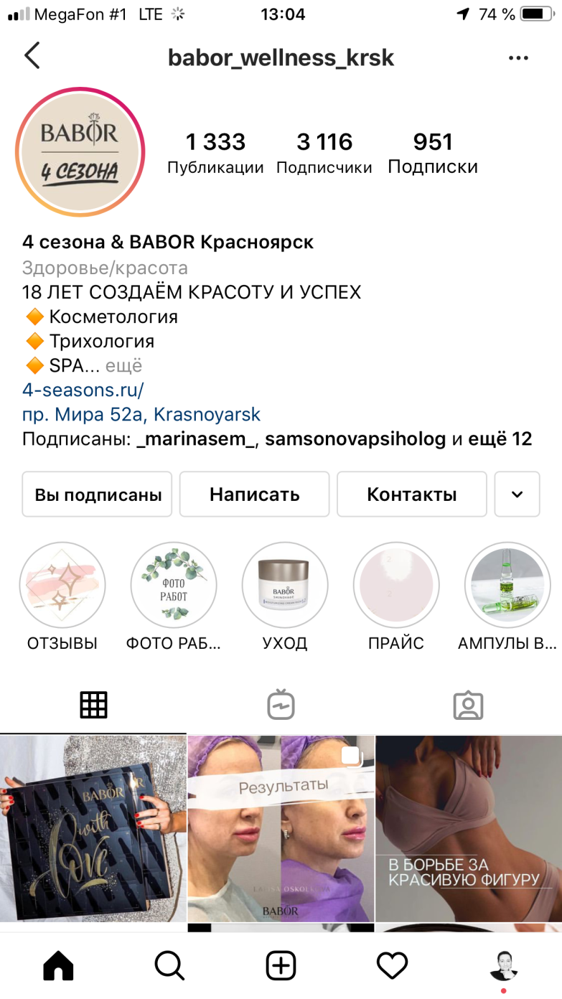 MegaFon #1 LTE 13:04 74 %
babor_wellness_krsk
BABOR
4 СЕЗОНА
1 333 3 116 951
Публикации Подписчики Подписки
4 сезона & BABOR Красноярск
Здоровье/красота
18 ЛЕТ СОЗДАЁМ КРАСОТУ И УСПЕХ
🔶 Косметология
🔶 Трихология
🔶 SPA... ещё
4-seasons.ru/
пр. Мира 52а, Krasnoyarsk
Подписаны: _marinasem_, samsonovapsiholog и ещё 12
Вы подписаны Написать Контакты
ФОТО
РАБОТ
BABOR
SKINOVAGE
ОТЗЫВЫ ФОТО РАБ... УХОД ПРАЙС АМПУЛЫ В...
BABOR
with
love
Результаты
BABOR
В БОРЬБЕ ЗА
КРАСИВУЮ ФИГУРУ